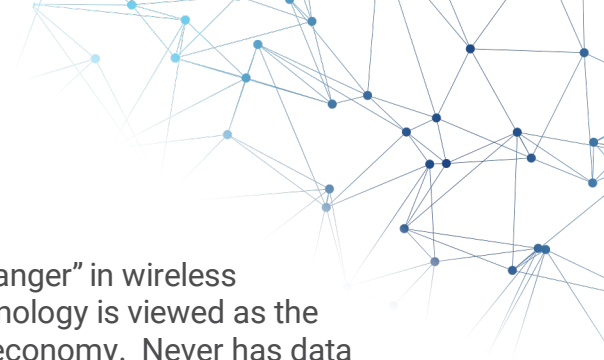 anger” in wireless
nology is viewed as the
economy.  Never has data